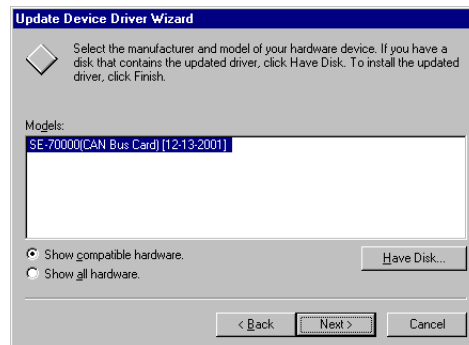 Update Device Driver Wizard
Select the manufacturer and model of your hardware device. If you have a
disk that contains the updated driver, click Have Disk. To install the updated
driver, click Finish.
Models:
SE-70000(CAN Bus Card) [12-13-2001]
Show compatible hardware.
Show all hardware.
Have Disk...
< Back
Next >
Cancel